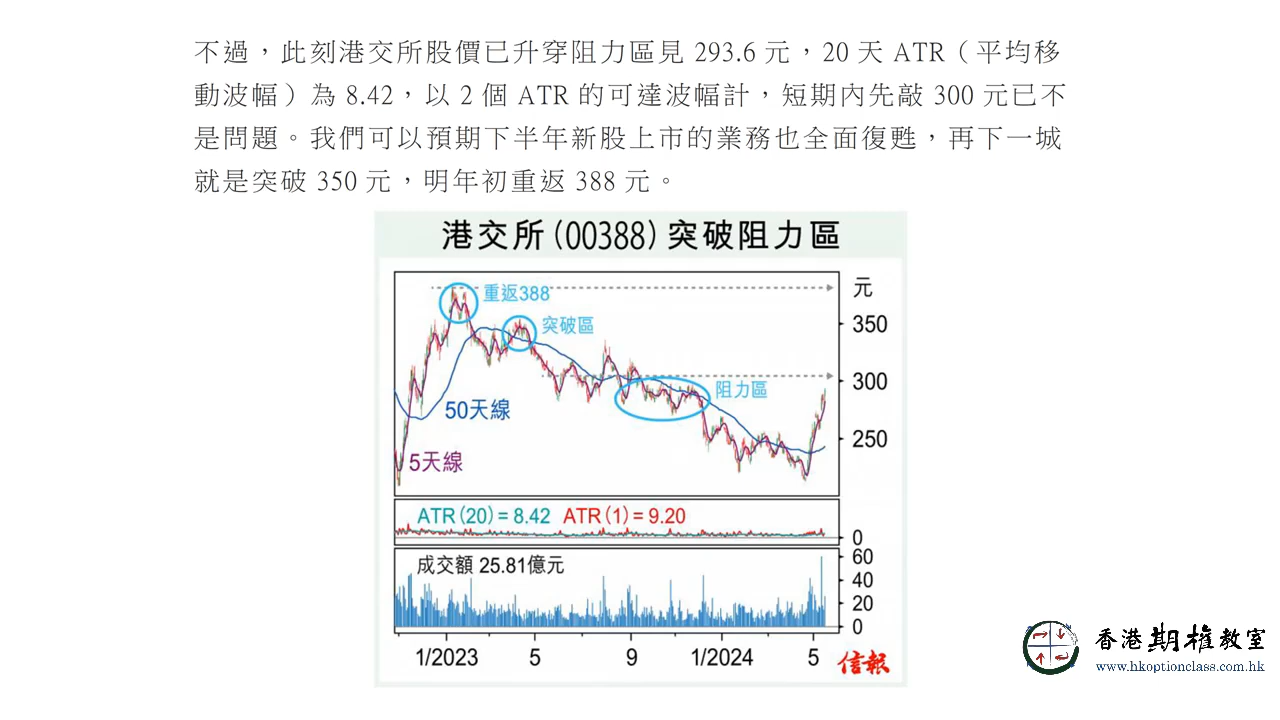 不過，此刻港交所股價已升穿阻力區見 293.6 元，20 天 ATR（平均移
動波幅）為 8.42，以 2 個 ATR 的可達波幅計，短期內先敲 300 元已不
是問題。我們可以預期下半年新股上市的業務也全面復甦，再下一城
就是突破 350 元，明年初重返 388 元。
港交所(00388)突破阻力區
元
重返388
突破區
350
300
阻力區
50天線
250
5天線
ATR(20)=8.42 ATR(1)=9.20
0
成交額 25.81億元
60
40
20
0
1/2023 5 9 1/2024 5
信報
香港期權教室
www.hkoptionclass.com.hk